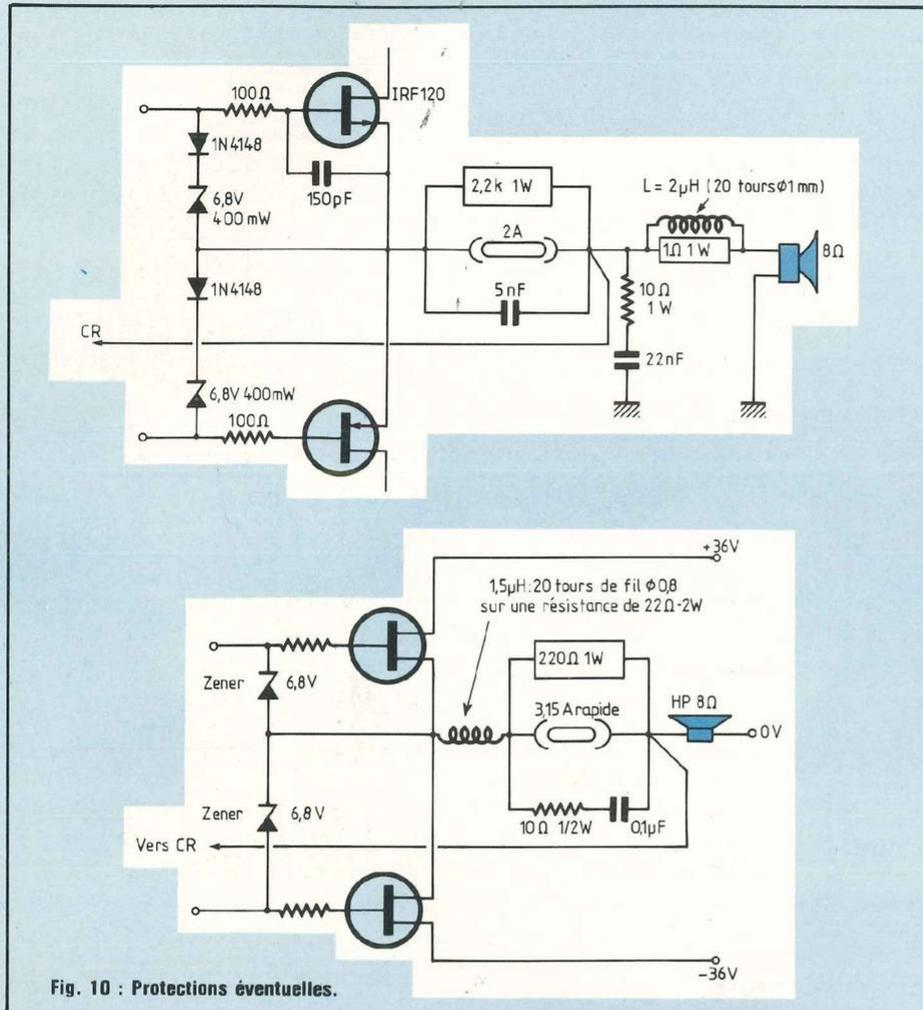 IRF120
100Ω
1N4148
150pF
6,8V
400 mW
2,2k 1W
2A
5nF
L = 2µH (20 tours ϕ1 mm)
1Ω 1W
8Ω
10Ω
1W
22nF
1N4148
CR
6,8V 400mW
100Ω
+36V
1,5µH : 20 tours de fil ϕ0,8
sur une résistance de 22Ω-2W
Zener
6,8V
220Ω 1W
3,15 A rapide
HP 8Ω
0V
10Ω 1/2W
0,1µF
Zener
6,8V
Vers CR
-36V
Fig. 10 : Protections éventuelles.